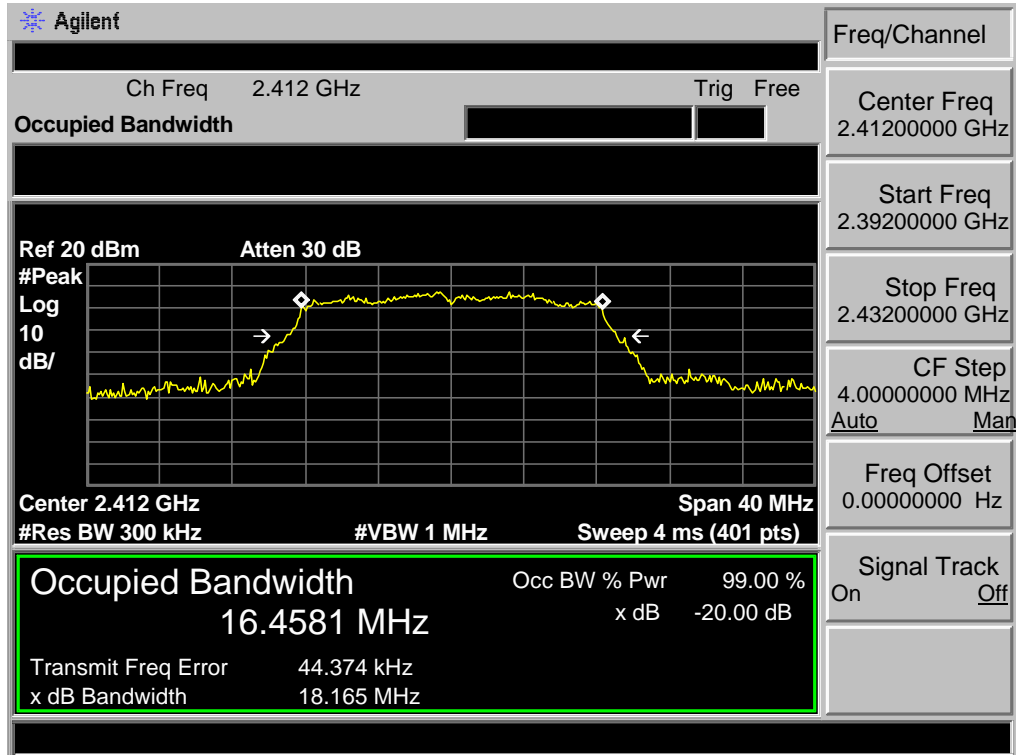 Agilent
Freq/Channel
Ch Freq 2.412 GHz Trig Free
Occupied Bandwidth
Center Freq
2.41200000 GHz
Start Freq
2.39200000 GHz
Stop Freq
2.43200000 GHz
CF Step
4.00000000 MHz
Auto Man
Freq Offset
0.00000000 Hz
Signal Track
On Off
Ref 20 dBm Atten 30 dB
#Peak
Log
10
dB/
Center 2.412 GHz Span 40 MHz
#Res BW 300 kHz #VBW 1 MHz Sweep 4 ms (401 pts)
Occupied Bandwidth Occ BW % Pwr 99.00 %
16.4581 MHz x dB -20.00 dB
Transmit Freq Error 44.374 kHz
x dB Bandwidth 18.165 MHz